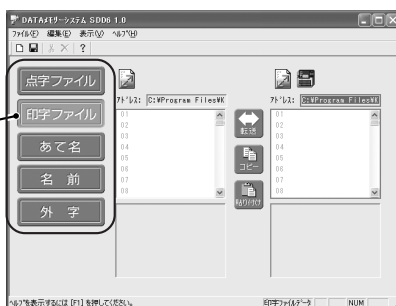 DATAメモリーシステム SDD6 1.0
ファイル(F) 編集(E) 表示(V) ヘルプ(H)
点字ファイル
印字ファイル
あて名
名 前
外 字
アドレス: C:¥Program Files¥K
01
02
03
04
05
06
07
08
転送
コピー
貼り付け
アドレス: C:¥Program Files¥K
01
02
03
04
05
06
07
08
ヘルプを表示するには [F1] を押してください。
印字ファイルデータ
NUM